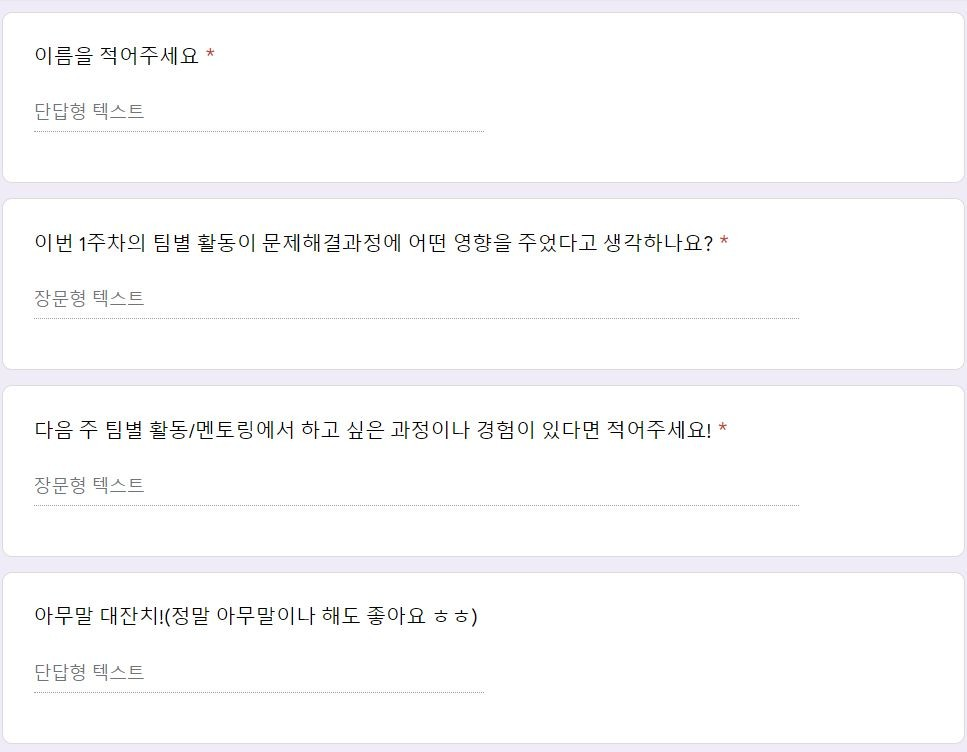 이름을 적어주세요 *
단답형 텍스트
이번 1주차의 팀별 활동이 문제해결과정에 어떤 영향을 주었다고 생각하나요? *
장문형 텍스트
다음 주 팀별 활동/멘토링에서 하고 싶은 과정이나 경험이 있다면 적어주세요! *
장문형 텍스트
아무말 대잔치!(정말 아무말이나 해도 좋아요 ㅎㅎ)
단답형 텍스트